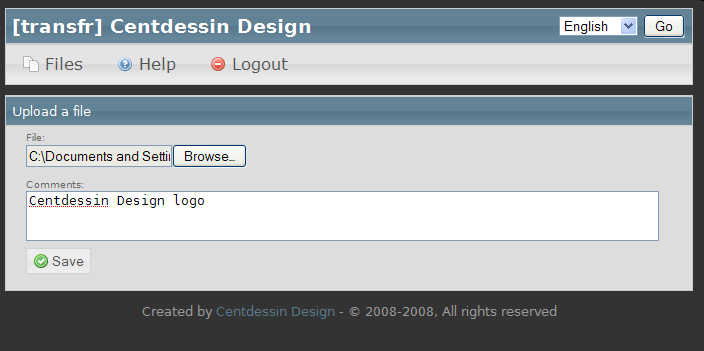 [transfr] Centdessin Design
English
Go
Files
Help
Logout
Upload a file
File:
C:\Documents and Settin
Browse...
Comments:
Centdessin Design logo
Save
Created by Centdessin Design - © 2008-2008, All rights reserved